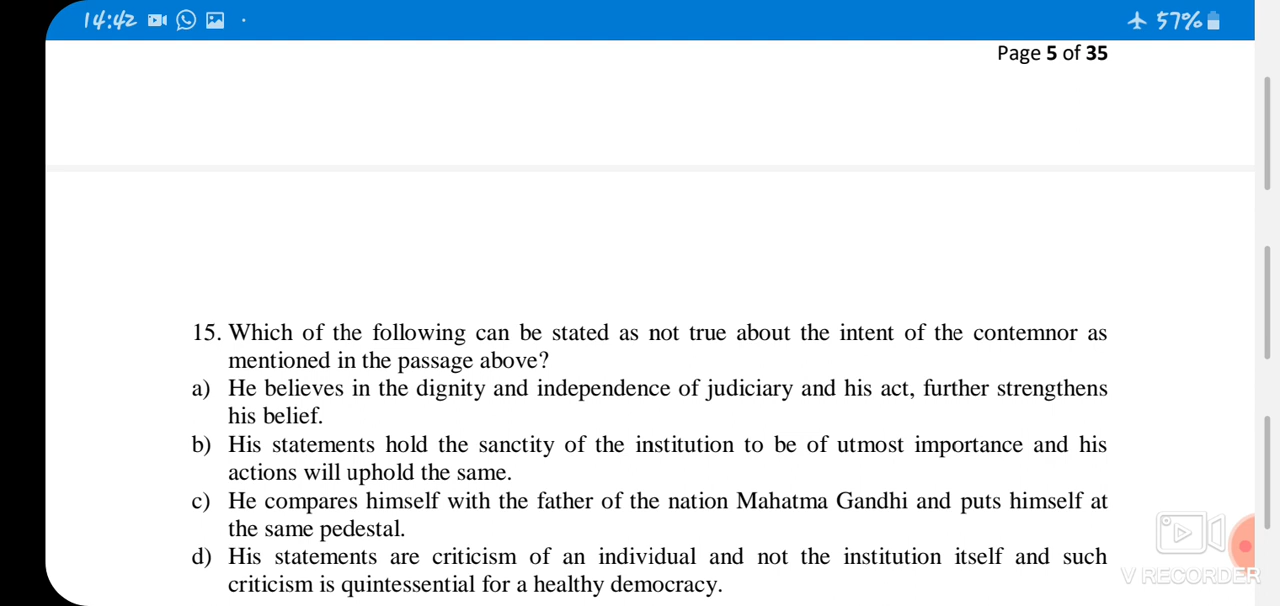 14:42
57%
Page 5 of 35
15. Which of the following can be stated as not true about the intent of the contemnor as
mentioned in the passage above?
a) He believes in the dignity and independence of judiciary and his act, further strengthens
his belief.
b) His statements hold the sanctity of the institution to be of utmost importance and his
actions will uphold the same.
c) He compares himself with the father of the nation Mahatma Gandhi and puts himself at
the same pedestal.
d) His statements are criticism of an individual and not the institution itself and such
criticism is quintessential for a healthy democracy.
V RECORDER